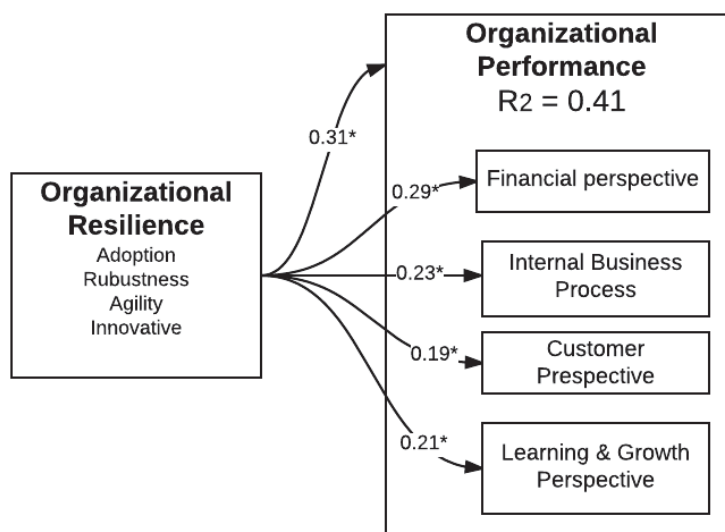 Organizational
Resilience
Adoption
Rubustness
Agility
Innovative
0.31*
0.29*
0.23*
0.19*
0.21*
Organizational
Performance
R2 = 0.41
Financial perspective
Internal Business
Process
Customer
Prespective
Learning & Growth
Perspective